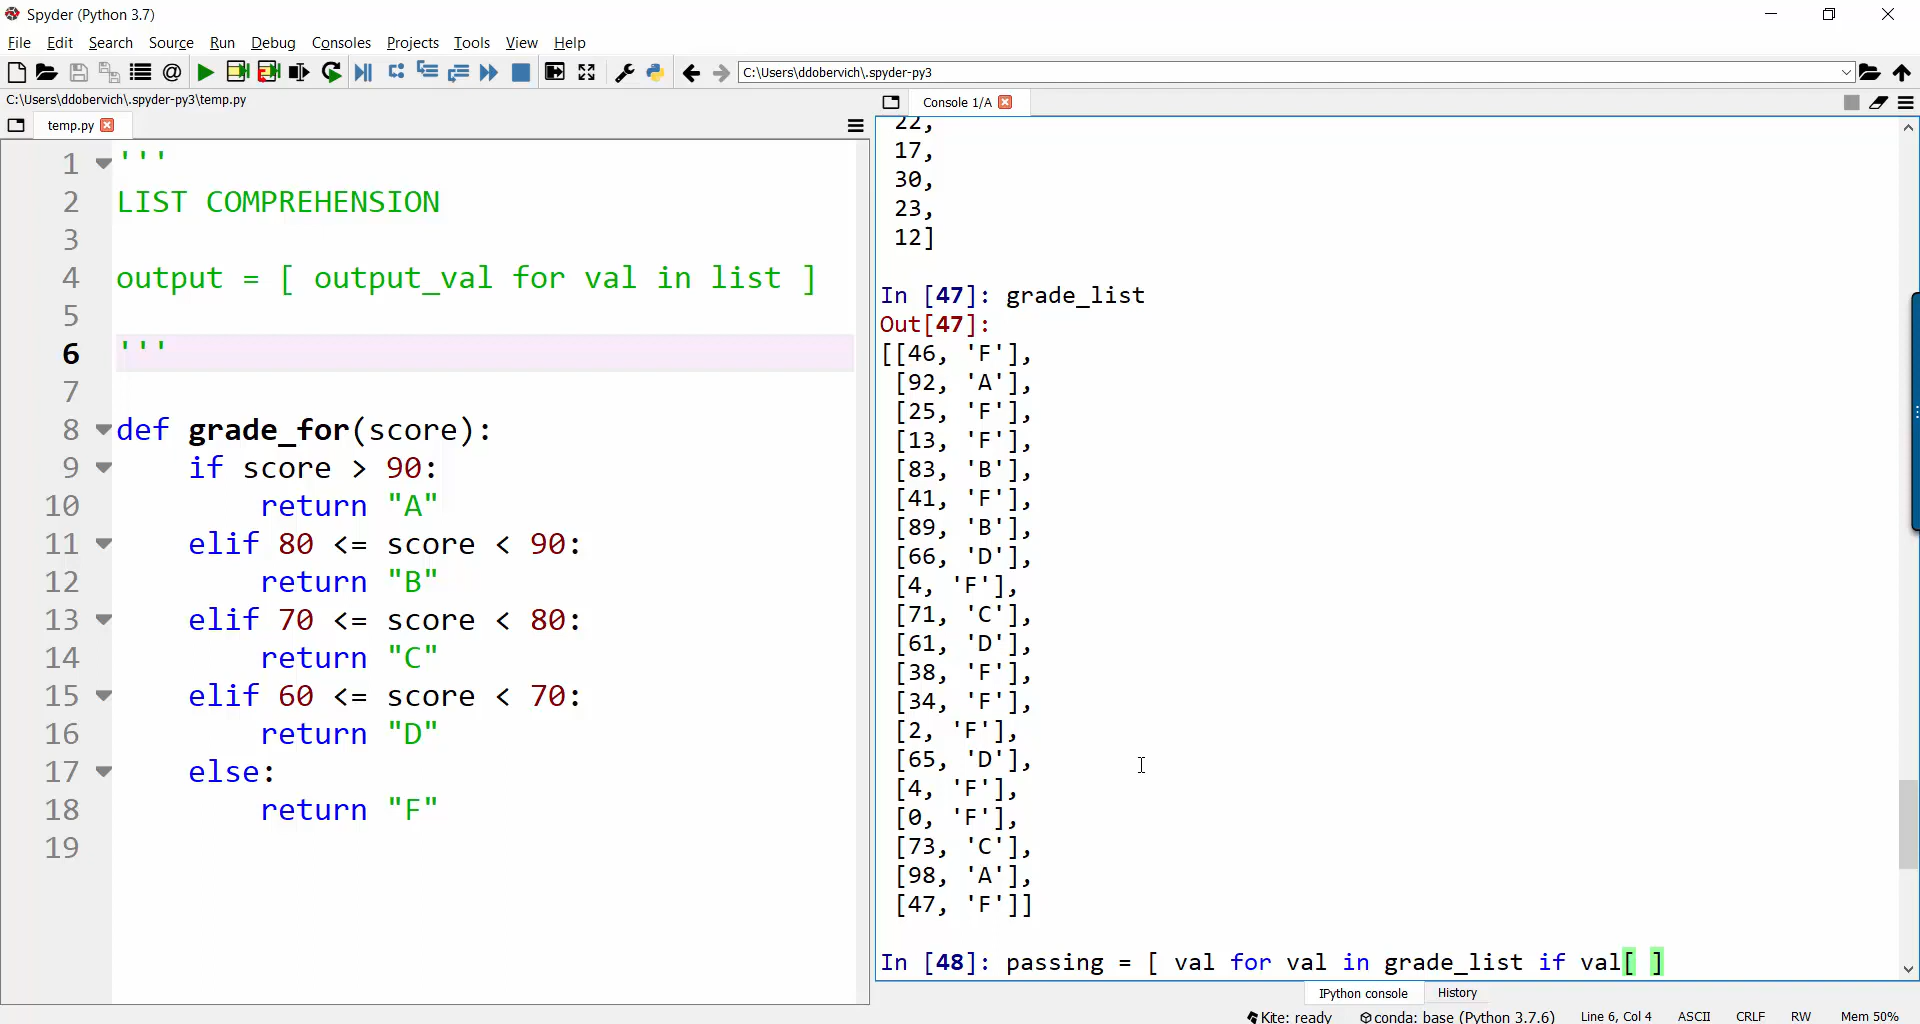 Spyder (Python 3.7)
File Edit Search Source Run Debug Consoles Projects Tools View Help
C:\Users\ddobervich\.spyder-py3
C:\Users\ddobervich\.spyder-py3\temp.py
temp.py
1 '''
2 LIST COMPREHENSION
3
4 output = [ output_val for val in list ]
5
6 '''
7
8 def grade_for(score):
9 if score > 90:
10 return "A"
11 elif 80 <= score < 90:
12 return "B"
13 elif 70 <= score < 80:
14 return "C"
15 elif 60 <= score < 70:
16 return "D"
17 else:
18 return "F"
19
Console 1/A
22,
17,
30,
23,
12]
In [47]: grade_list
Out[47]:
[[46, 'F'],
[92, 'A'],
[25, 'F'],
[13, 'F'],
[83, 'B'],
[41, 'F'],
[89, 'B'],
[66, 'D'],
[4, 'F'],
[71, 'C'],
[61, 'D'],
[38, 'F'],
[34, 'F'],
[2, 'F'],
[65, 'D'],
[4, 'F'],
[0, 'F'],
[73, 'C'],
[98, 'A'],
[47, 'F']]
In [48]: passing = [ val for val in grade_list if val[ ]
IPython console History
Kite: ready conda: base (Python 3.7.6) Line 6, Col 4 ASCII CRLF RW Mem 50%